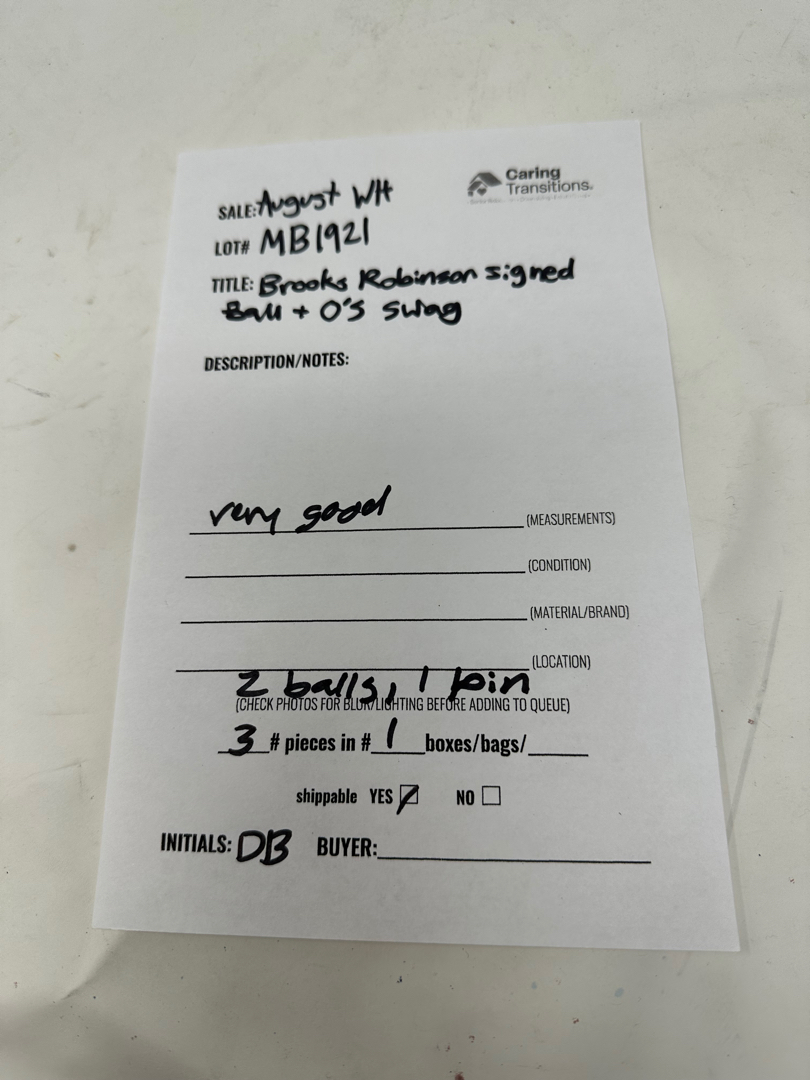 Caring
Transitions.
SALE: August WH
LOT# MB1921
TITLE: Brooks Robinson signed
Ball + O'S swag
DESCRIPTION/NOTES:
very good (MEASUREMENTS)
(CONDITION)
(MATERIAL/BRAND)
(LOCATION)
2 balls, 1 pin
(CHECK PHOTOS FOR BLUR/LIGHTING BEFORE ADDING TO QUEUE)
3 # pieces in # 1 boxes/bags/
shippable YES NO
INITIALS: DB BUYER: